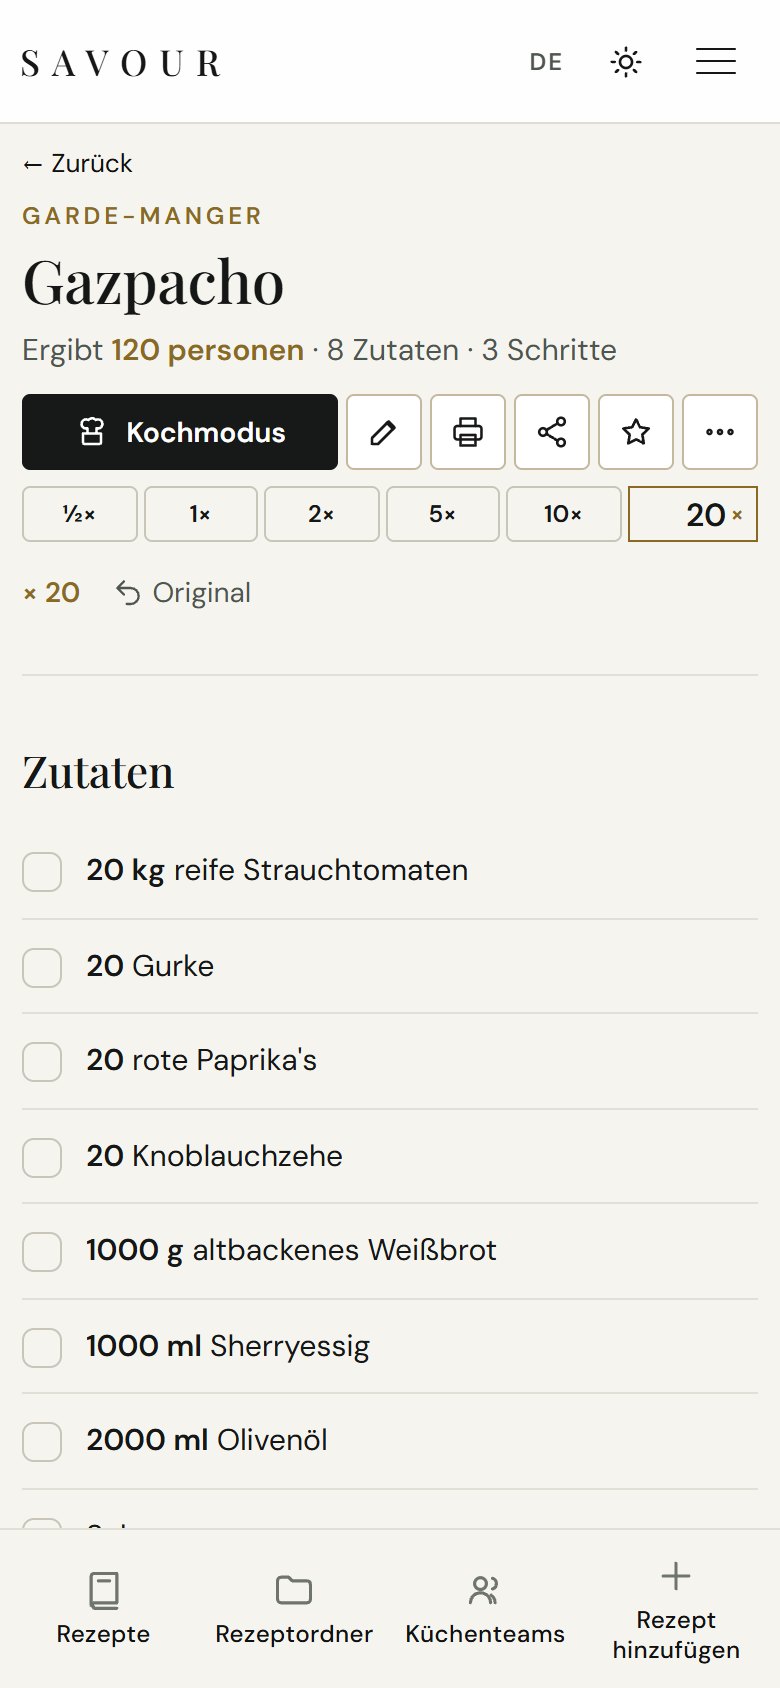 SAVOUR
DE
← Zurück
GARDE-MANGER
Gazpacho
Ergibt 120 personen · 8 Zutaten · 3 Schritte
Kochmodus
½× 1× 2× 5× 10× 20 ×
× 20 Original
Zutaten
20 kg reife Strauchtomaten
20 Gurke
20 rote Paprika's
20 Knoblauchzehe
1000 g altbackenes Weißbrot
1000 ml Sherryessig
2000 ml Olivenöl
Rezepte
Rezeptordner
Küchenteams
Rezept
hinzufügen